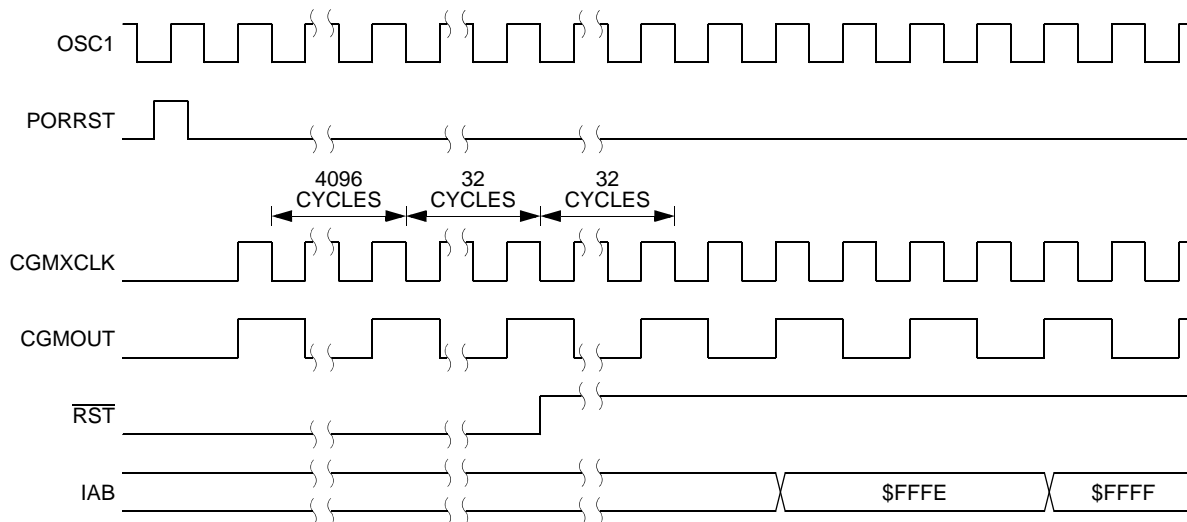 OSC1
PORRST
4096
CYCLES
32
CYCLES
32
CYCLES
CGMXCLK
CGMOUT
RST
IAB
$FFFE
$FFFF